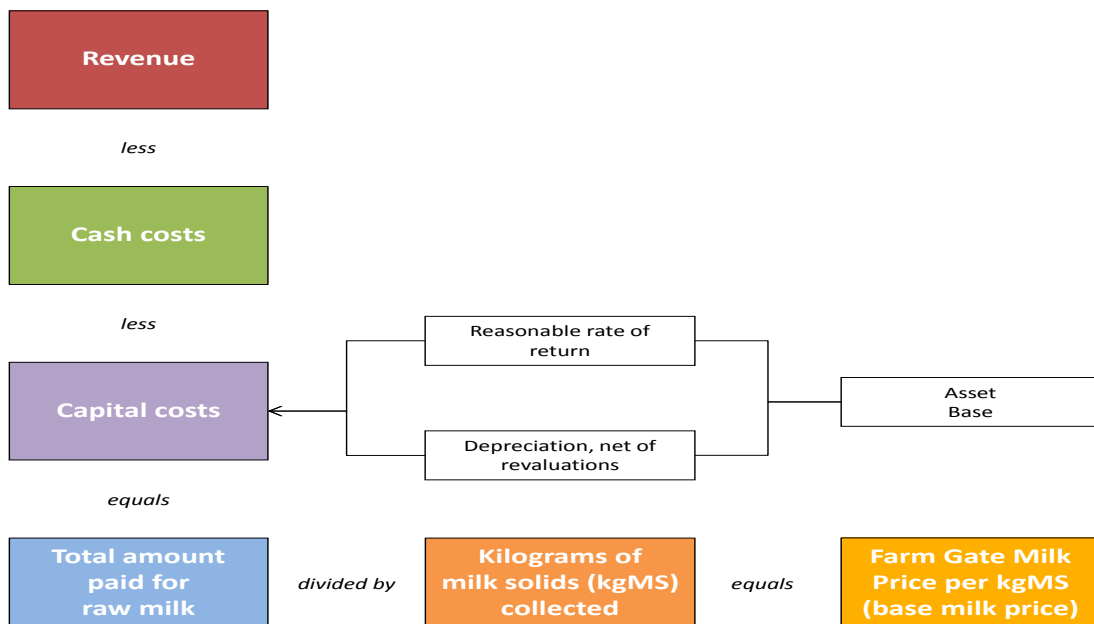 Revenue
less
Cash costs
less
Reasonable rate of
return
Capital costs
Asset
Base
Depreciation, net of
revaluations
equals
Total amount
paid for
raw milk
divided by
Kilograms of
milk solids (kgMS)
collected
equals
Farm Gate Milk
Price per kgMS
(base milk price)